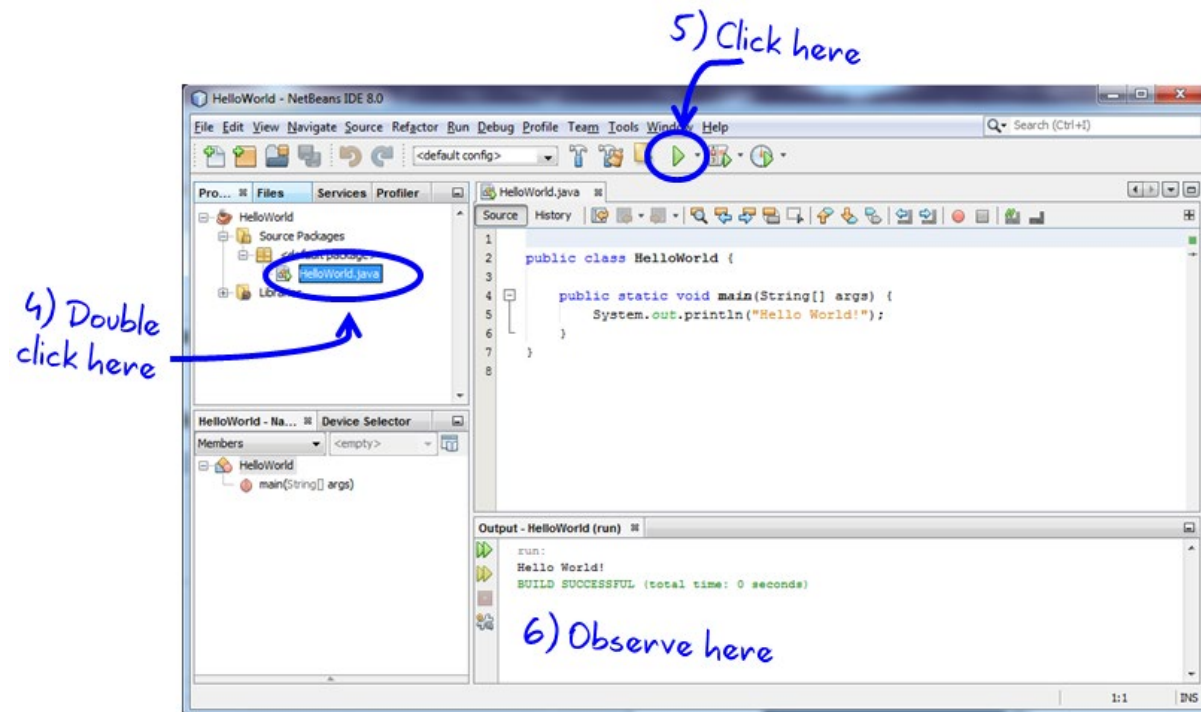 5) Click here
HelloWorld - NetBeans IDE 8.0
File Edit View Navigate Source Refactor Run Debug Profile Team Tools Window Help
Search (Ctrl+I)
<default config>
Pro... Files Services Profiler
HelloWorld
Source Packages
<default package>
HelloWorld.java
Libraries
4) Double
click here
HelloWorld.java
Source History
1
2 public class HelloWorld {
3
4 public static void main(String[] args) {
5 System.out.println("Hello World!");
6 }
7 }
8
HelloWorld - Na... Device Selector
Members <empty>
HelloWorld
main(String[] args)
Output - HelloWorld (run)
run:
Hello World!
BUILD SUCCESSFUL (total time: 0 seconds)
6) Observe here
1:1 INS